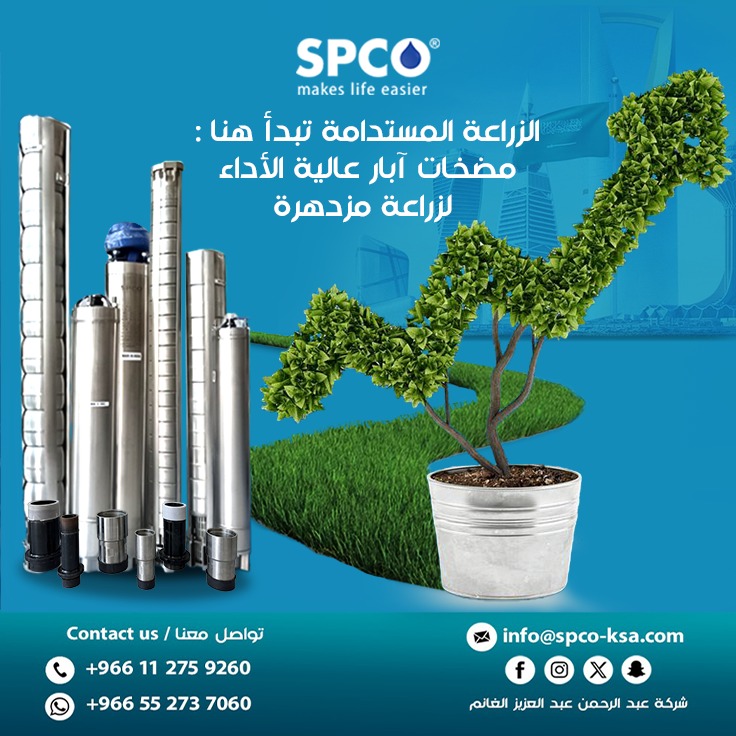 SPCO®
makes life easier
الزراعة المستدامة تبدأ هنا :
مضخات آبار عالية الأداء
لزراعة مزدهرة
Contact us / تواصل معنا
+966 11 275 9260
+966 55 273 7060
info@spco-ksa.com
شركة عبد الرحمن عبد العزيز الغانم